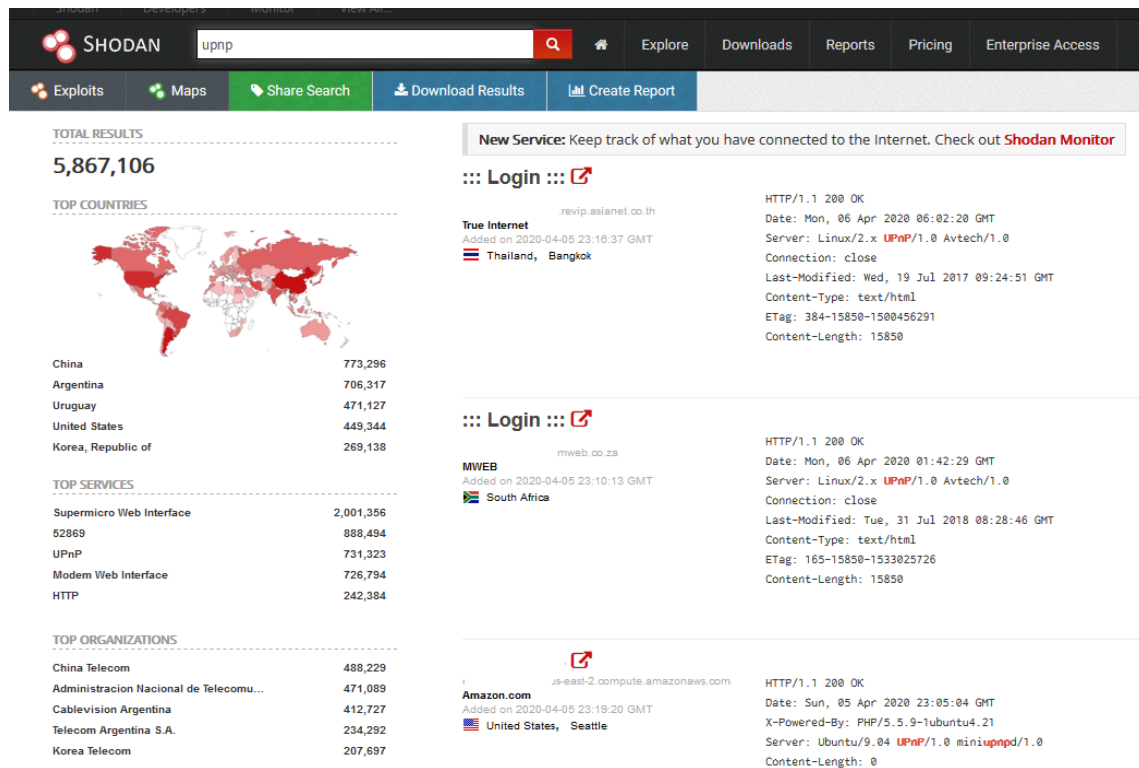 Shodan Developers Monitor View All...
SHODAN upnp Explore Downloads Reports Pricing Enterprise Access
Exploits Maps Share Search Download Results Create Report
TOTAL RESULTS
5,867,106
TOP COUNTRIES
China 773,296
Argentina 706,317
Uruguay 471,127
United States 449,344
Korea, Republic of 269,138
TOP SERVICES
Supermicro Web Interface 2,001,356
52869 888,494
UPnP 731,323
Modem Web Interface 726,794
HTTP 242,384
TOP ORGANIZATIONS
China Telecom 488,229
Administracion Nacional de Telecomu... 471,089
Cablevision Argentina 412,727
Telecom Argentina S.A. 234,292
Korea Telecom 207,697
New Service: Keep track of what you have connected to the Internet. Check out Shodan Monitor
::: Login :::
.revip.asianet.co.th
True Internet
Added on 2020-04-05 23:16:37 GMT
Thailand, Bangkok
HTTP/1.1 200 OK
Date: Mon, 06 Apr 2020 06:02:20 GMT
Server: Linux/2.x UPnP/1.0 Avtech/1.0
Connection: close
Last-Modified: Wed, 19 Jul 2017 09:24:51 GMT
Content-Type: text/html
ETag: 384-15850-1500456291
Content-Length: 15850
::: Login :::
mweb.co.za
MWEB
Added on 2020-04-05 23:10:13 GMT
South Africa
HTTP/1.1 200 OK
Date: Mon, 06 Apr 2020 01:42:29 GMT
Server: Linux/2.x UPnP/1.0 Avtech/1.0
Connection: close
Last-Modified: Tue, 31 Jul 2018 08:28:46 GMT
Content-Type: text/html
ETag: 165-15850-1533025726
Content-Length: 15850
us-east-2.compute.amazonaws.com
Amazon.com
Added on 2020-04-05 23:19:20 GMT
United States, Seattle
HTTP/1.1 200 OK
Date: Sun, 05 Apr 2020 23:05:04 GMT
X-Powered-By: PHP/5.5.9-1ubuntu4.21
Server: Ubuntu/9.04 UPnP/1.0 miniupnpd/1.0
Content-Length: 0